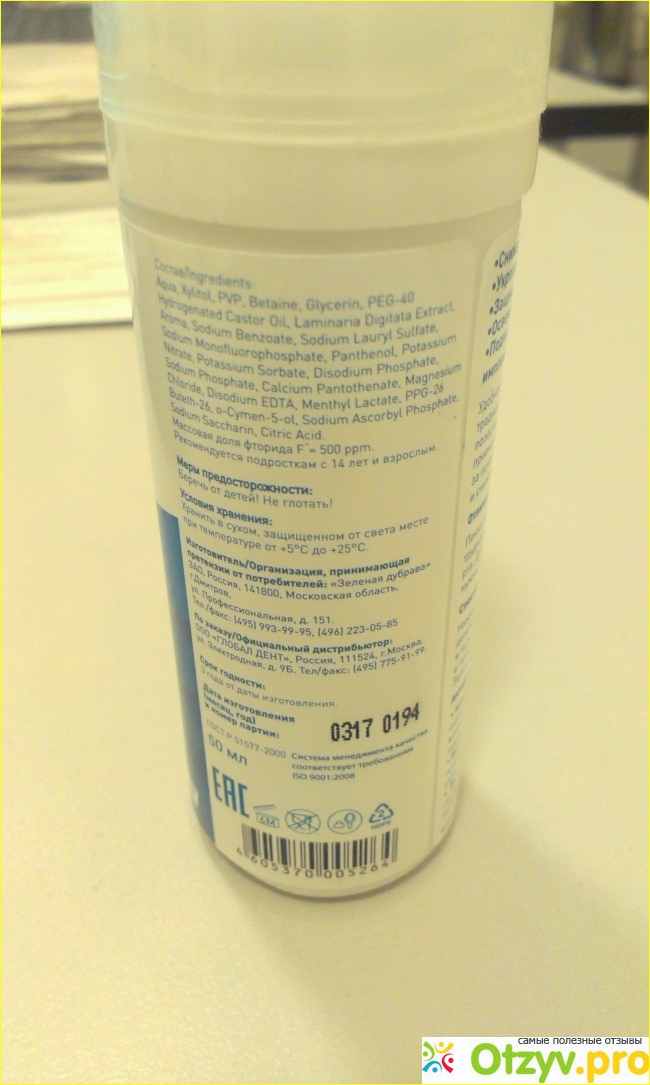 Состав/Ingredients:
Aqua, Xylitol, PVP, Betaine, Glycerin, PEG-40
Hydrogenated Castor Oil, Laminaria Digitata Extract,
Aroma, Sodium Benzoate, Sodium Lauryl Sulfate,
Sodium Monofluorophosphate, Panthenol, Potassium
Nitrate, Potassium Sorbate, Disodium Phosphate,
Sodium Phosphate, Calcium Pantothenate, Magnesium
Chloride, Disodium EDTA, Menthyl Lactate, PPG-26
Buteth-26, o-Cymen-5-ol, Sodium Ascorbyl Phosphate,
Sodium Saccharin, Citric Acid.
Массовая доля фторида F⁻= 500 ppm.
Рекомендуется подросткам с 14 лет и взрослым.
Меры предосторожности:
Беречь от детей! Не глотать!
Условия хранения:
Хранить в сухом, защищенном от света месте
при температуре от +5°С до +25°С.
Изготовитель/Организация, принимающая
претензии от потребителей: «Зеленая дубрава»
ЗАО, Россия, 141800, Московская область,
г.Дмитров,
ул. Профессиональная, д. 151.
Тел./факс: (495) 993-99-95, (496) 223-05-85
По заказу/Официальный дистрибьютор:
ООО «ГЛОБАЛ ДЕНТ», Россия, 111524, г.Москва,
ул. Электродная, д. 9Б. Тел/факс: (495) 775-91-99.
Срок годности:
3 года от даты изготовления.
Дата изготовления
(месяц, год)
и номер партии:
0317 0194
ГОСТ Р 51577-2000
50 мл
Система менеджмента качества
соответствует требованиям
ISO 9001:2008
EAC
6M
2
HDPE
4605370005264
самые полезные отзывы
Otzyv.pro